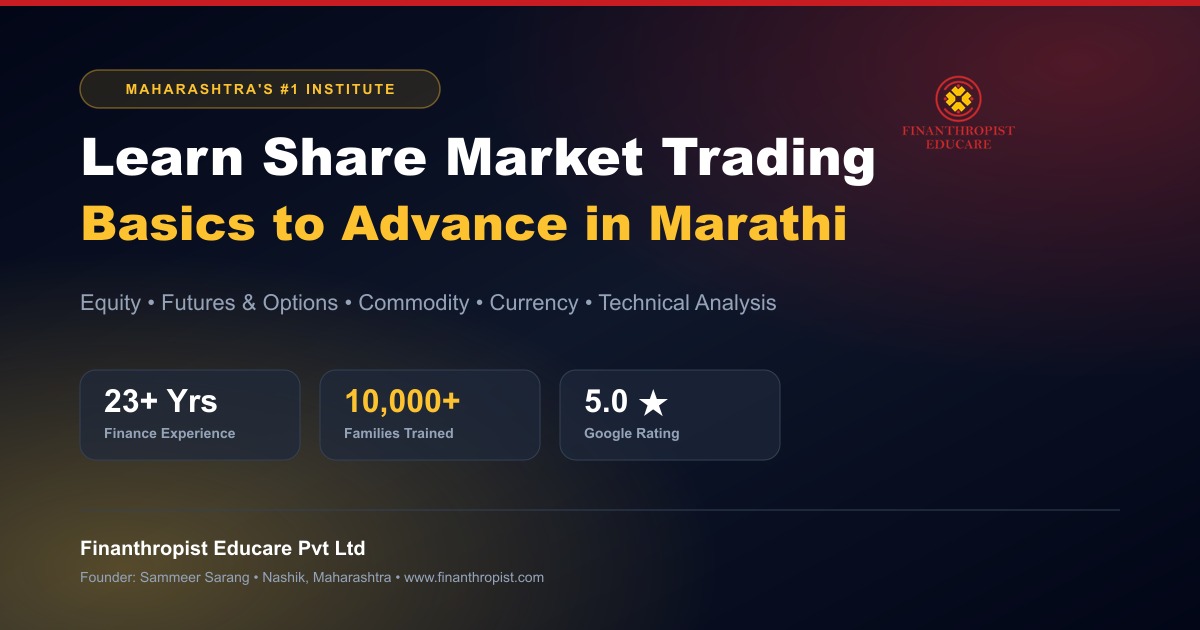 MAHARASHTRA'S #1 INSTITUTE
FINANTHROPIST
EDUCARE
Learn Share Market Trading
Basics to Advance in Marathi
Equity • Futures & Options • Commodity • Currency • Technical Analysis
23+ Yrs
Finance Experience
10,000+
Families Trained
5.0 ★
Google Rating
Finanthropist Educare Pvt Ltd
Founder: Sammeer Sarang • Nashik, Maharashtra • www.finanthropist.com